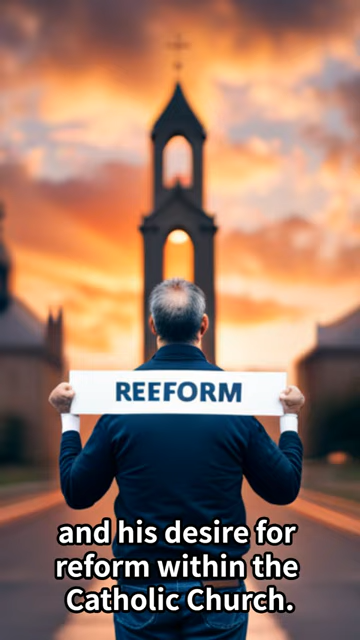 REEFORM
and his desire for
reform within the
Catholic Church.